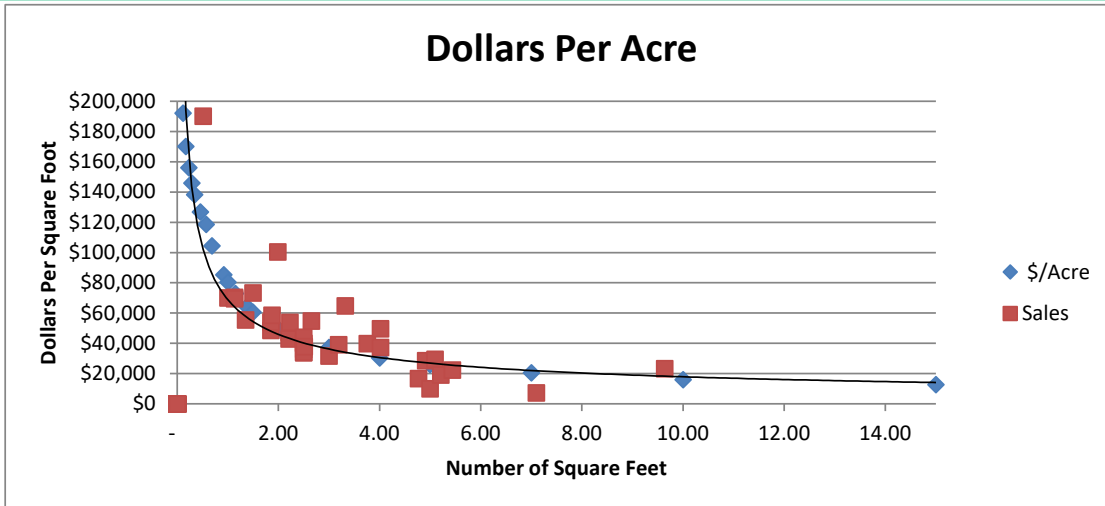 Dollars Per Acre
Dollars Per Square Foot
$200,000
$180,000
$160,000
$140,000
$120,000
$100,000
$80,000
$60,000
$40,000
$20,000
$0
- 2.00 4.00 6.00 8.00 10.00 12.00 14.00
Number of Square Feet
$/Acre
Sales